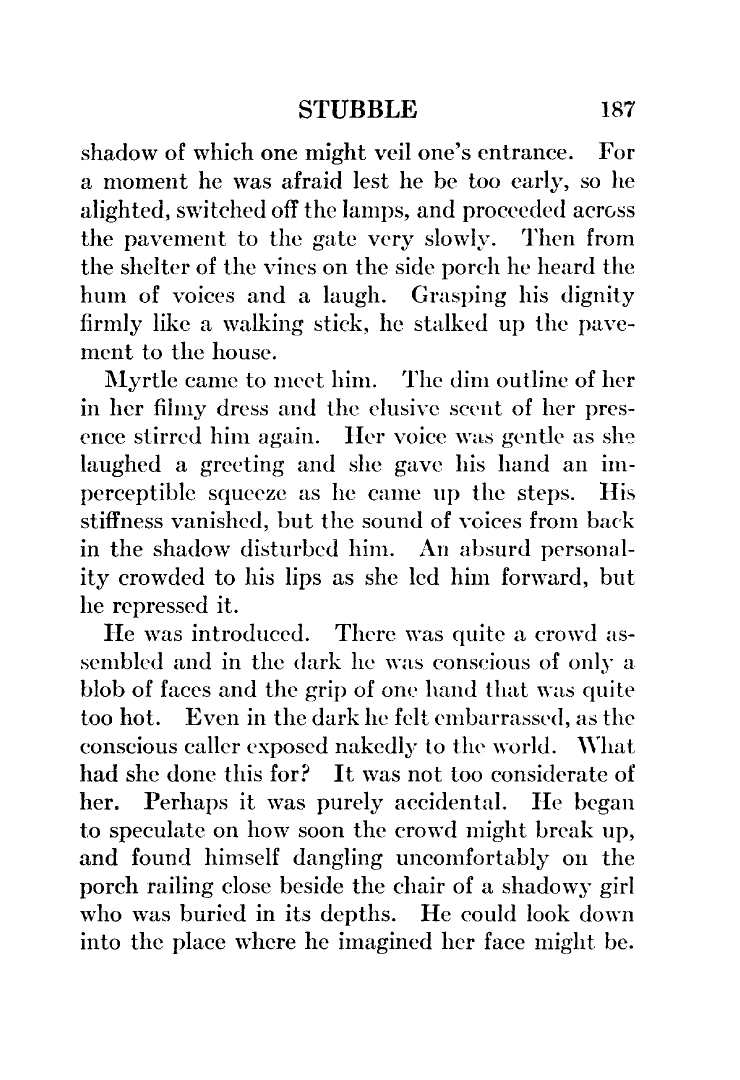 STUBBLE 187
shadow of which one might veil one's entrance. For
a moment he was afraid lest he be too early, so he
alighted, switched off the lamps, and proceeded across
the pavement to the gate very slowly. Then from
the shelter of the vines on the side porch he heard the
hum of voices and a laugh. Grasping his dignity
firmly like a walking stick, he stalked up the pave-
ment to the house.
Myrtle came to meet him. The dim outline of her
in her filmy dress and the elusive scent of her pres-
ence stirred him again. Her voice was gentle as she
laughed a greeting and she gave his hand an im-
perceptible squeeze as he came up the steps. His
stiffness vanished, but the sound of voices from back
in the shadow disturbed him. An absurd personal-
ity crowded to his lips as she led him forward, but
he repressed it.
He was introduced. There was quite a crowd as-
sembled and in the dark he was conscious of only a
blob of faces and the grip of one hand that was quite
too hot. Even in the dark he felt embarrassed, as the
conscious caller exposed nakedly to the world. What
had she done this for? It was not too considerate of
her. Perhaps it was purely accidental. He began
to speculate on how soon the crowd might break up,
and found himself dangling uncomfortably on the
porch railing close beside the chair of a shadowy girl
who was buried in its depths. He could look down
into the place where he imagined her face might be.